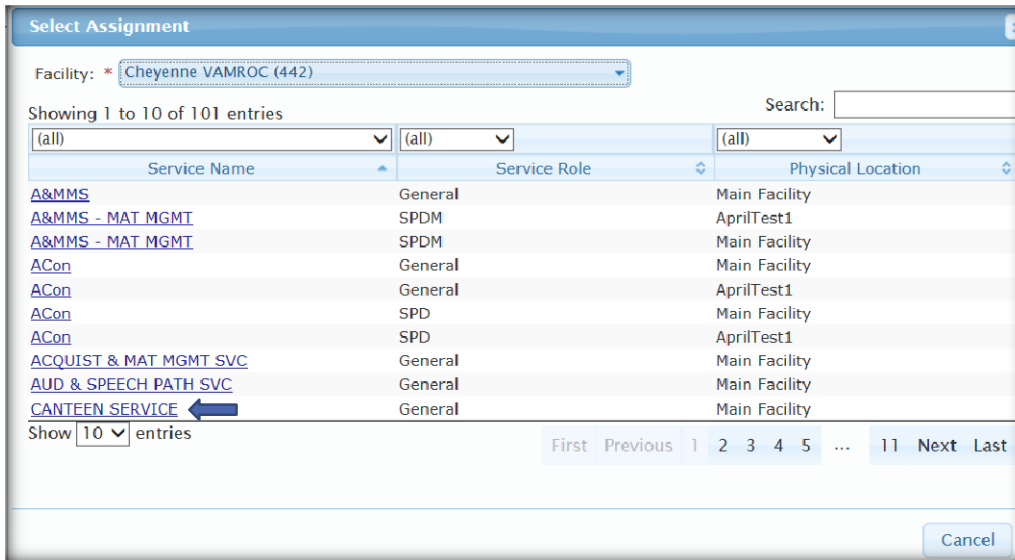 Select Assignment
Facility: * Cheyenne VAMROC (442)
Showing 1 to 10 of 101 entries Search:
(all) (all) (all)
Service Name Service Role Physical Location
A&MMS General Main Facility
A&MMS - MAT MGMT SPDM AprilTest1
A&MMS - MAT MGMT SPDM Main Facility
ACon General Main Facility
ACon General AprilTest1
ACon SPD Main Facility
ACon SPD AprilTest1
ACQUIST & MAT MGMT SVC General Main Facility
AUD & SPEECH PATH SVC General Main Facility
CANTEEN SERVICE General Main Facility
Show 10 entries
First Previous 1 2 3 4 5 ... 11 Next Last
Cancel